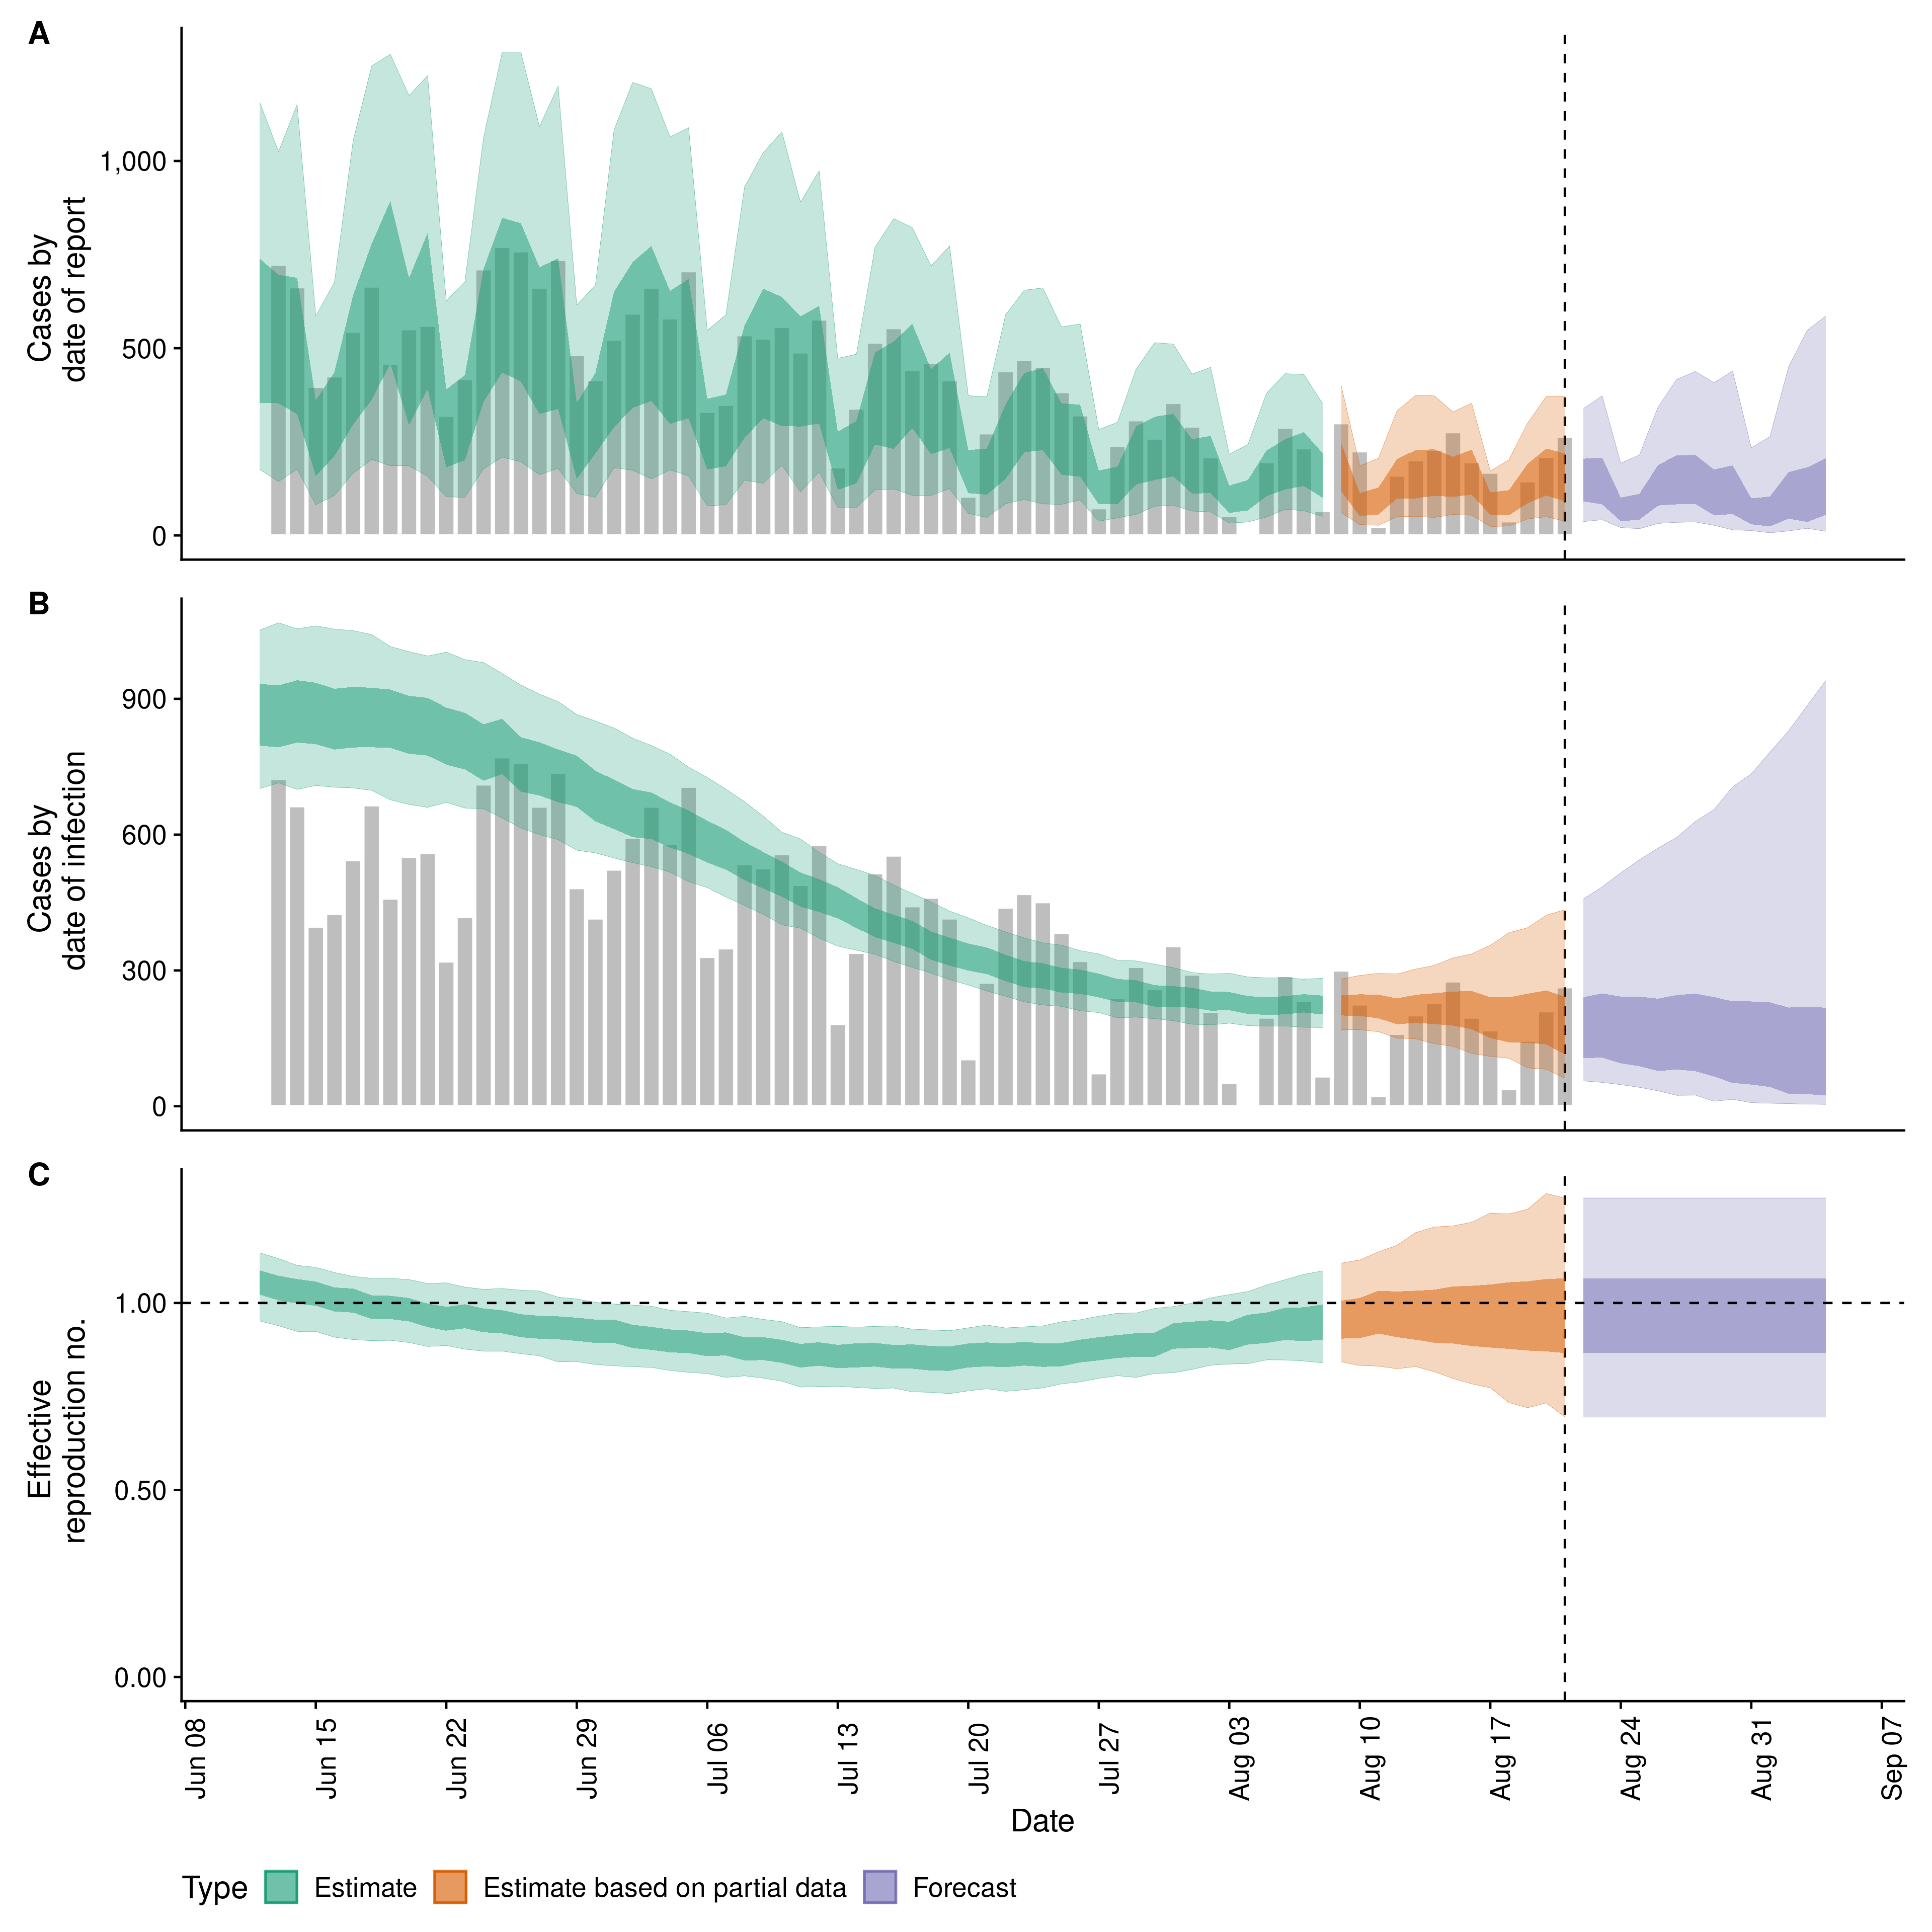 A
Cases by
date of report
1,000
500
0
B
Cases by
date of infection
900
600
300
0
C
Effective
reproduction no.
1.00
0.50
0.00
Jun 08
Jun 15
Jun 22
Jun 29
Jul 06
Jul 13
Jul 20
Jul 27
Aug 03
Aug 10
Aug 17
Aug 24
Aug 31
Sep 07
Date
Type Estimate Estimate based on partial data Forecast